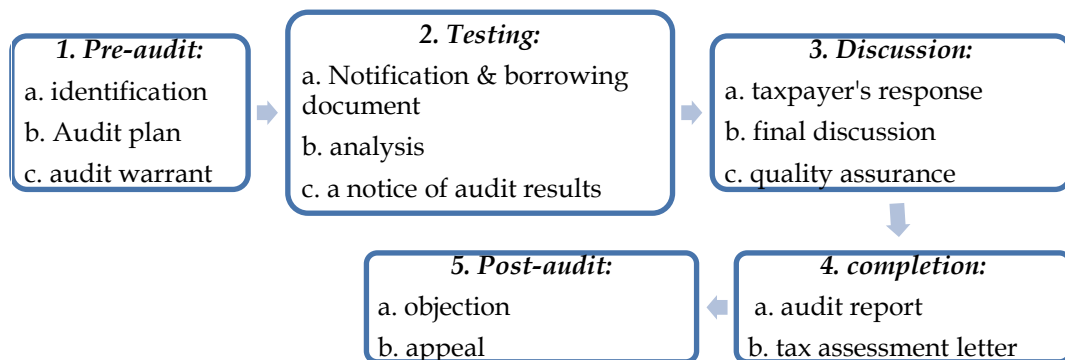 1. Pre-audit:
a. identification
b. Audit plan
c. audit warrant
2. Testing:
a. Notification & borrowing
document
b. analysis
c. a notice of audit results
3. Discussion:
a. taxpayer's response
b. final discussion
c. quality assurance
4. completion:
a. audit report
b. tax assessment letter
5. Post-audit:
a. objection
b. appeal